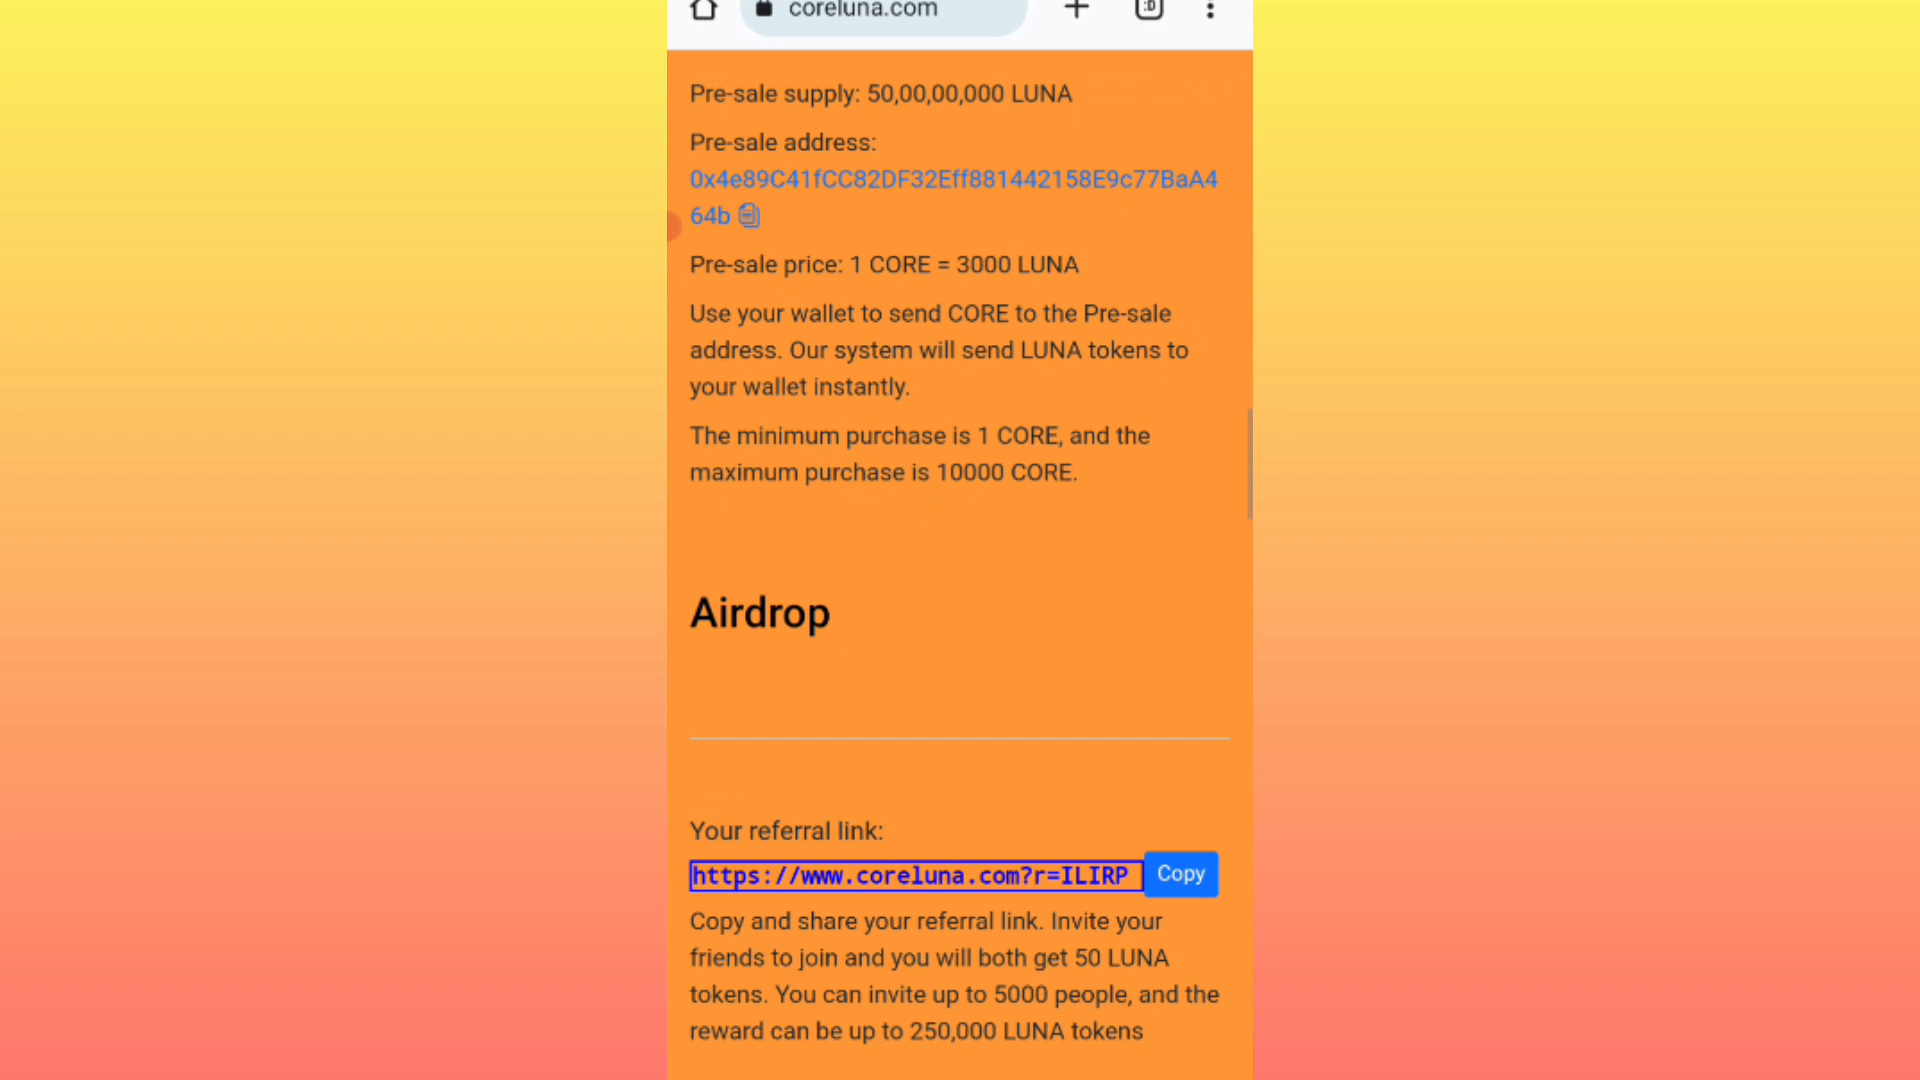 coreluna.com
:D
Pre-sale supply: 50,00,00,000 LUNA
Pre-sale address:
0x4e89C41fCC82DF32Eff881442158E9c77BaA4
64b
Pre-sale price: 1 CORE = 3000 LUNA
Use your wallet to send CORE to the Pre-sale
address. Our system will send LUNA tokens to
your wallet instantly.
The minimum purchase is 1 CORE, and the
maximum purchase is 10000 CORE.
Airdrop
Your referral link:
https://www.coreluna.com?r=ILIRP
Copy
Copy and share your referral link. Invite your
friends to join and you will both get 50 LUNA
tokens. You can invite up to 5000 people, and the
reward can be up to 250,000 LUNA tokens